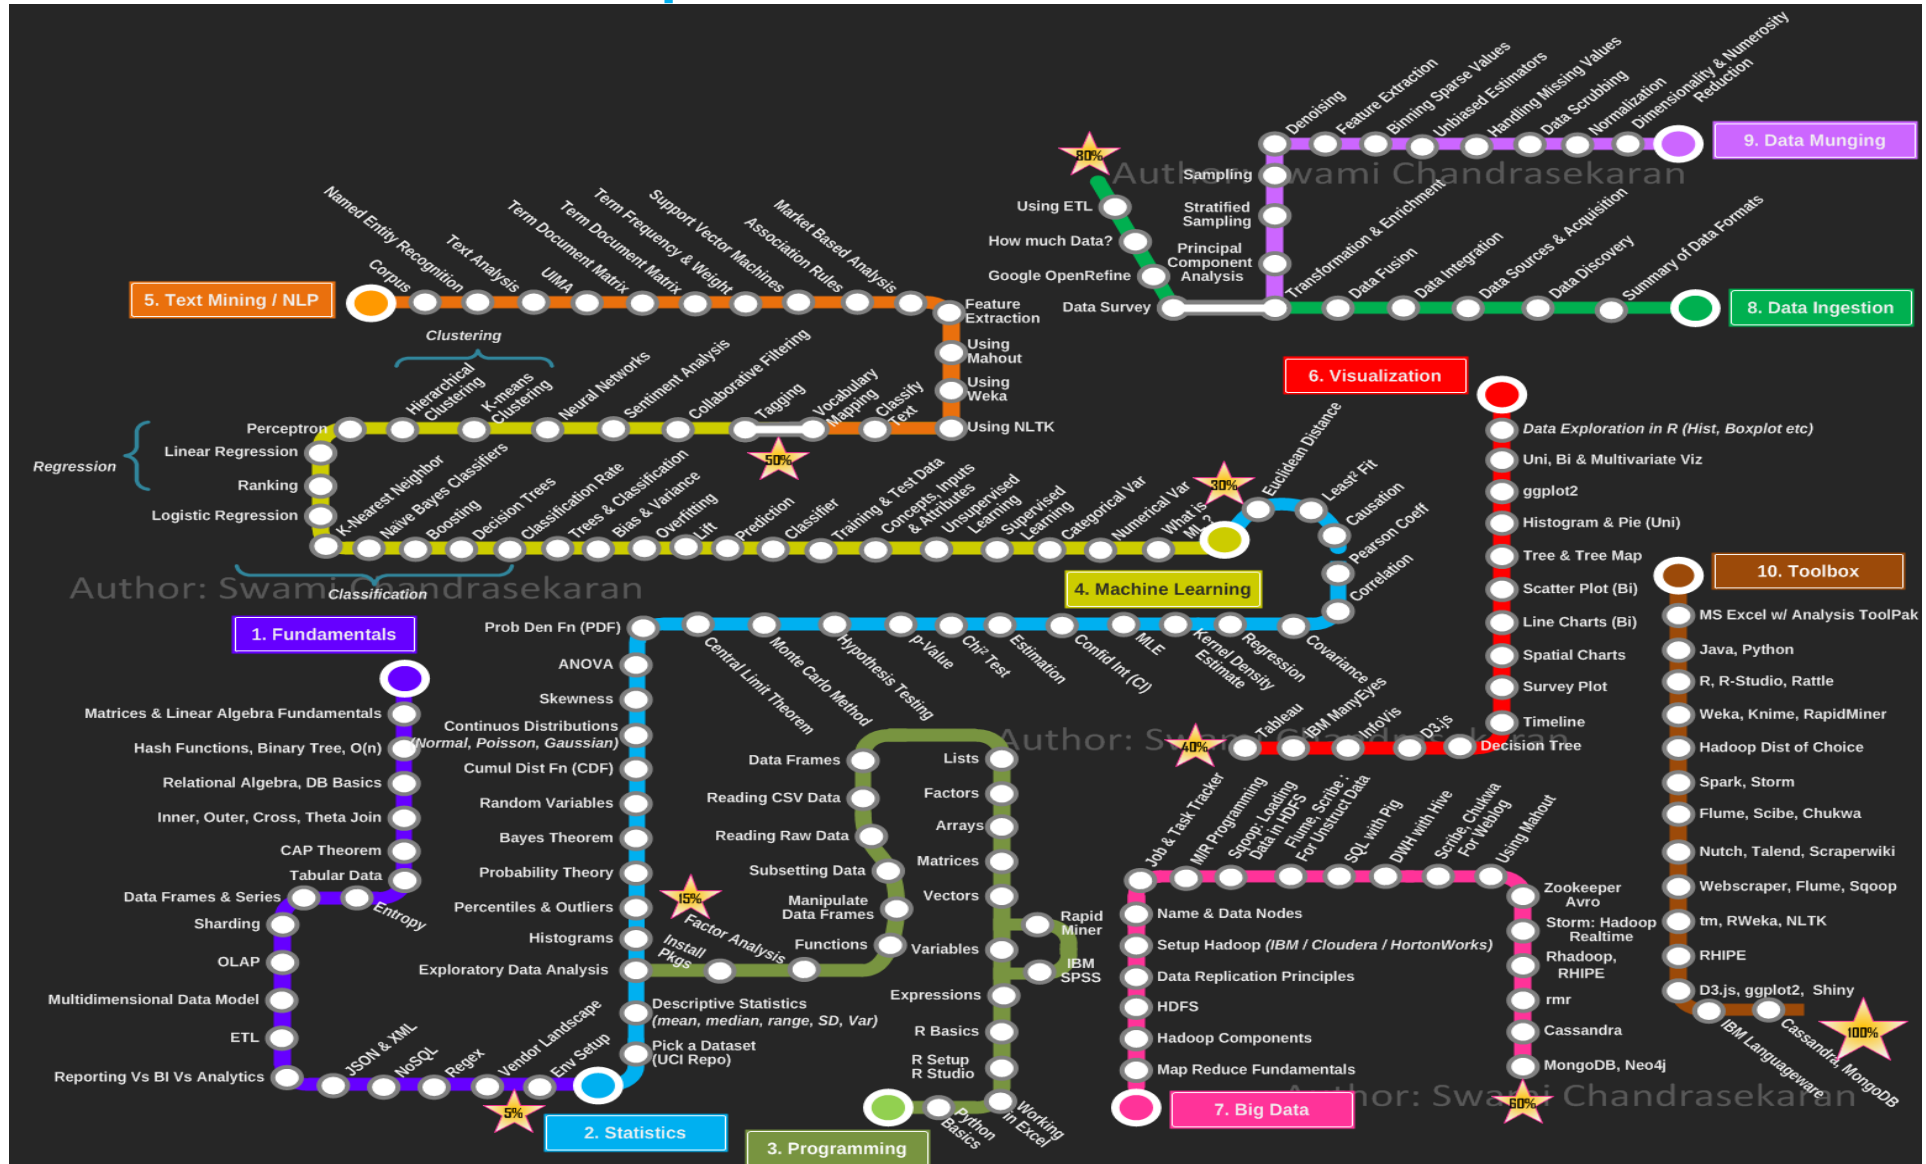 80%
Denoising
Feature Extraction
Binning Sparse Values
Unbiased Estimators
Handling Missing Values
Data Scrubbing
Normalization
Dimensionality & Numerosity
Reduction
9. Data Munging
Author: Swami Chandrasekaran
Sampling
Stratified
Sampling
Principal
Component
Analysis
Using ETL
How much Data?
Google OpenRefine
Data Survey
Transformation & Enrichment
Data Fusion
Data Integration
Data Sources & Acquisition
Data Discovery
Summary of Data Formats
8. Data Ingestion
5. Text Mining / NLP
Corpus
Named Entity Recognition
Text Analysis
UIMA
Term Document Matrix
Term Document Matrix
Term Frequency & Weight
Support Vector Machines
Association Rules
Market Based Analysis
Feature
Extraction
Using
Mahout
Using
Weka
Using NLTK
Classify
Text
Vocabulary
Mapping
50%
Tagging
Collaborative Filtering
Sentiment Analysis
Neural Networks
K-means
Clustering
Hierarchical
Clustering
Clustering
Perceptron
Linear Regression
Regression
Ranking
Logistic Regression
K-Nearest Neighbor
Naïve Bayes Classifiers
Boosting
Decision Trees
Classification Rate
Trees & Classification
Bias & Variance
Overfitting
Lift
Prediction
Classifier
Training & Test Data
Concepts, Inputs
& Attributes
Unsupervised
Learning
Supervised
Learning
Categorical Var
Numerical Var
What is
ML?
30%
4. Machine Learning
Author: Swami Chandrasekaran
Classification
6. Visualization
Data Exploration in R (Hist, Boxplot etc)
Uni, Bi & Multivariate Viz
ggplot2
Histogram & Pie (Uni)
Tree & Tree Map
Scatter Plot (Bi)
Line Charts (Bi)
Spatial Charts
Survey Plot
Timeline
Decision Tree
D3.js
InfoVis
IBM ManyEyes
Tableau
40%
Author: Swami Chandrasekaran
10. Toolbox
MS Excel w/ Analysis ToolPak
Java, Python
R, R-Studio, Rattle
Weka, Knime, RapidMiner
Hadoop Dist of Choice
Spark, Storm
Flume, Scibe, Chukwa
Nutch, Talend, Scraperwiki
Webscraper, Flume, Sqoop
tm, RWeka, NLTK
RHIPE
D3.js, ggplot2, Shiny
IBM Languageware
Cassandra, MongoDB
100%
1. Fundamentals
Matrices & Linear Algebra Fundamentals
Hash Functions, Binary Tree, O(n)
Relational Algebra, DB Basics
Inner, Outer, Cross, Theta Join
CAP Theorem
Tabular Data
Entropy
Data Frames & Series
Sharding
OLAP
Multidimensional Data Model
ETL
Reporting Vs BI Vs Analytics
JSON & XML
NoSQL
Regex
Vendor Landscape
Env Setup
5%
2. Statistics
Pick a Dataset
(UCI Repo)
Descriptive Statistics
(mean, median, range, SD, Var)
Exploratory Data Analysis
Histograms
Percentiles & Outliers
Probability Theory
Bayes Theorem
Random Variables
Cumul Dist Fn (CDF)
Continuos Distributions
(Normal, Poisson, Gaussian)
Skewness
ANOVA
Prob Den Fn (PDF)
Central Limit Theorem
Monte Carlo Method
Hypothesis Testing
p-Value
Chi² Test
Estimation
Confid Int (CI)
MLE
Kernel Density
Estimate
Regression
Covariance
Correlation
Pearson Coeff
Causation
Least² Fit
Euclidean Distance
3. Programming
Python
Basics
Working
in Excel
R Setup
R Studio
R Basics
Expressions
IBM
SPSS
Rapid
Miner
Variables
Vectors
Matrices
Arrays
Factors
Lists
Data Frames
Reading CSV Data
Reading Raw Data
Subsetting Data
Manipulate
Data Frames
Functions
Factor Analysis
Install
Pkgs
15%
7. Big Data
Map Reduce Fundamentals
Hadoop Components
HDFS
Data Replication Principles
Setup Hadoop (IBM / Cloudera / HortonWorks)
Name & Data Nodes
Job & Task Tracker
M/R Programming
Sqoop: Loading
Data in HDFS
Flume, Scribe :
For Unstruct Data
SQL with Pig
DWH with Hive
Scribe, Chukwa
For Weblog
Using Mahout
Zookeeper
Avro
Storm: Hadoop
Realtime
Rhadoop,
RHIPE
rmr
Cassandra
MongoDB, Neo4j
60%
Author: Swami Chandrasekaran